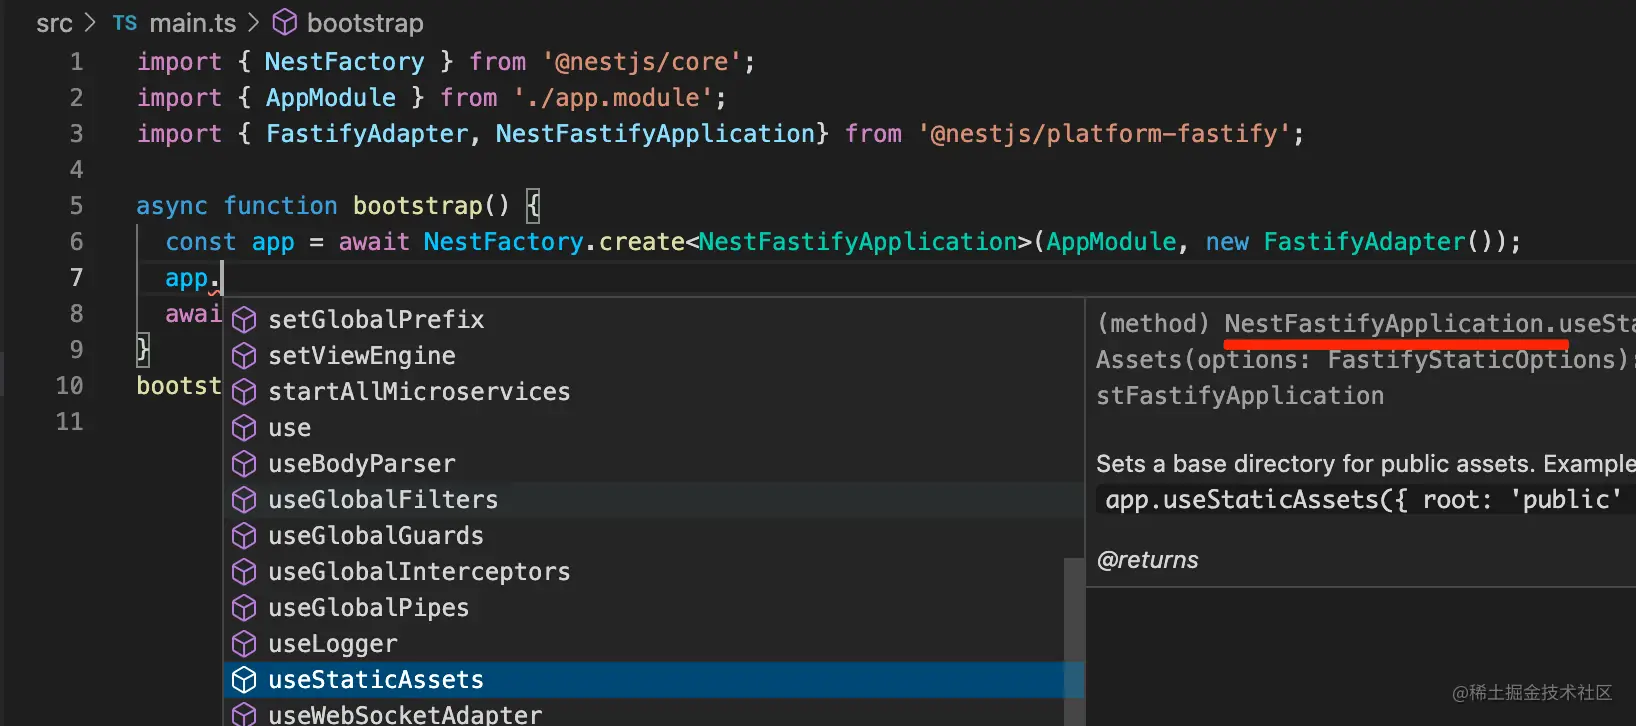 src > TS main.ts > bootstrap
1 import { NestFactory } from '@nestjs/core';
2 import { AppModule } from './app.module';
3 import { FastifyAdapter, NestFastifyApplication} from '@nestjs/platform-fastify';
4
5 async function bootstrap() {
6 const app = await NestFactory.create<NestFastifyApplication>(AppModule, new FastifyAdapter());
7 app.
8 awai
9 }
10 bootst
11
setGlobalPrefix
setViewEngine
startAllMicroservices
use
useBodyParser
useGlobalFilters
useGlobalGuards
useGlobalInterceptors
useGlobalPipes
useLogger
useStaticAssets
useWebSocketAdapter
(method) NestFastifyApplication.useSta
Assets(options: FastifyStaticOptions):
stFastifyApplication
Sets a base directory for public assets. Example
app.useStaticAssets({ root: 'public'
@returns
@稀土掘金技术社区